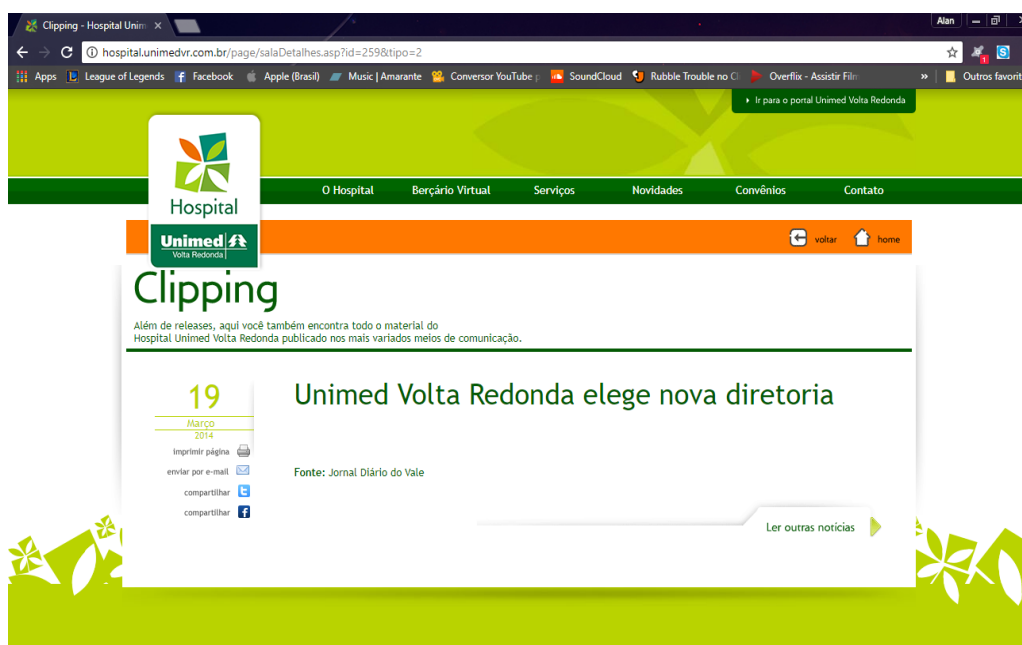 Clipping - Hospital Unim
Alan
hospital.unimedvr.com.br/page/salaDetalhes.asp?id=259&tipo=2
Apps League of Legends Facebook Apple (Brasil) Music | Amarante Conversor YouTube p SoundCloud Rubble Trouble no Cl Overflix - Assistir Film » Outros favorit
Ir para o portal Unimed Volta Redonda
O Hospital Berçário Virtual Serviços Novidades Convênios Contato
Hospital
Unimed
Volta Redonda
voltar home
Clipping
Além de releases, aqui você também encontra todo o material do
Hospital Unimed Volta Redonda publicado nos mais variados meios de comunicação.
19
Março
2014
imprimir página
enviar por e-mail
compartilhar
compartilhar
Unimed Volta Redonda elege nova diretoria
Fonte: Jornal Diário do Vale
Ler outras notícias